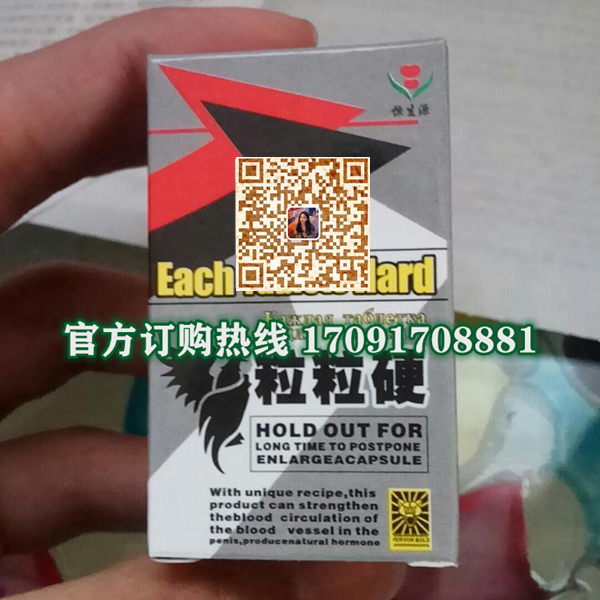 恒生源
Each Hard
Каждая таблетка
官方订购热线 17091708881
粒粒硬
HOLD OUT FOR
LONG TIME TO POSTPONE
ENLARGEACAPSULE
With unique recipe,this
product can strengthen
theblood circulation of
the blood vessel in the
penis,producenatural hormone